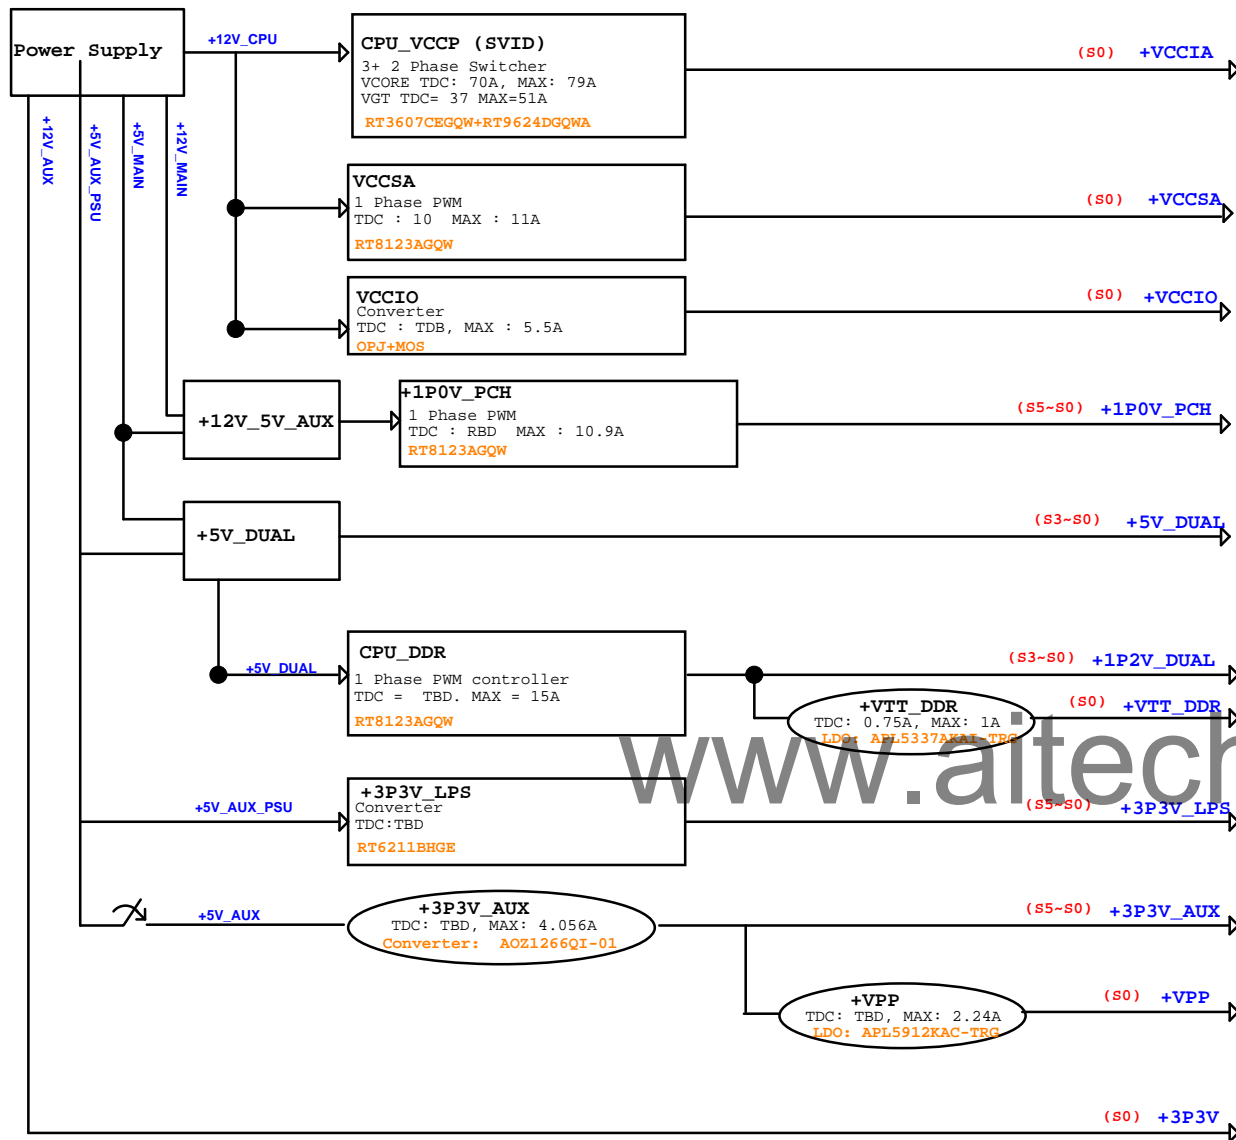 Power Supply
+12V_CPU
+12V_AUX
+5V_AUX_PSU
+5V_MAIN
+12V_MAIN
CPU_VCCP (SVID)
3+ 2 Phase Switcher
VCORE TDC: 70A, MAX: 79A
VGT TDC= 37 MAX=51A
RT3607CEGQW+RT9624DGQWA
(S0) +VCCIA
VCCSA
1 Phase PWM
TDC : 10 MAX : 11A
RT8123AGQW
(S0) +VCCSA
VCCIO
Converter
TDC : TDB, MAX : 5.5A
OPJ+MOS
(S0) +VCCIO
+12V_5V_AUX
+1P0V_PCH
1 Phase PWM
TDC : RBD MAX : 10.9A
RT8123AGQW
(S5~S0) +1P0V_PCH
+5V_DUAL
(S3~S0) +5V_DUAL
+5V_DUAL
CPU_DDR
1 Phase PWM controller
TDC = TBD. MAX = 15A
RT8123AGQW
(S3~S0) +1P2V_DUAL
+VTT_DDR
TDC: 0.75A, MAX: 1A
LDO: APL5337AKAI-TRG
(S0) +VTT_DDR
www.aitech
+5V_AUX_PSU
+3P3V_LPS
Converter
TDC:TBD
RT6211BHGE
(S5~S0) +3P3V_LPS
+5V_AUX
+3P3V_AUX
TDC: TBD, MAX: 4.056A
Converter: AOZ1266QI-01
(S5~S0) +3P3V_AUX
+VPP
TDC: TBD, MAX: 2.24A
LDO: APL5912KAC-TRG
(S0) +VPP
(S0) +3P3V